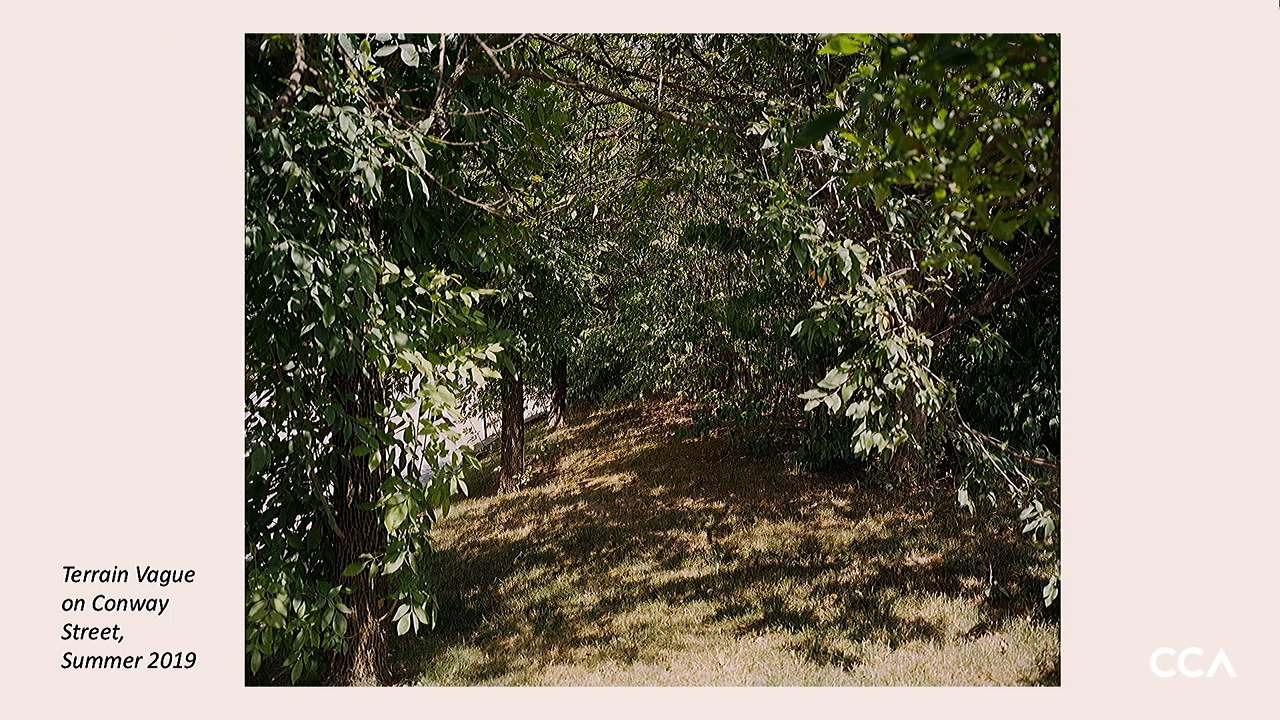 Terrain Vague
on Conway
Street,
Summer 2019
CCA